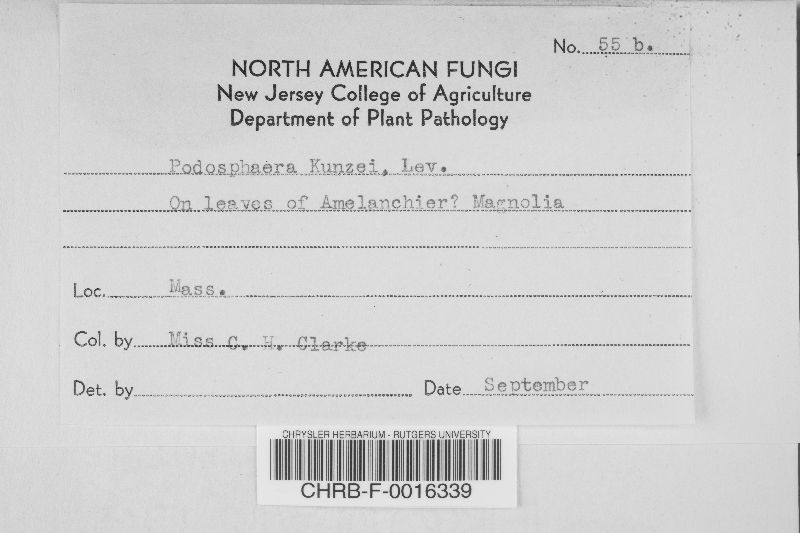 No. 55 b.
NORTH AMERICAN FUNGI
New Jersey College of Agriculture
Department of Plant Pathology
Podosphaera Kunzei, Lev.
On leaves of Amelanchier? Magnolia
Loc. Mass.
Col. by Miss C. H. Clarke
Det. by Date September
CHRYSLER HERBARIUM - RUTGERS UNIVERSITY
CHRB-F-0016339